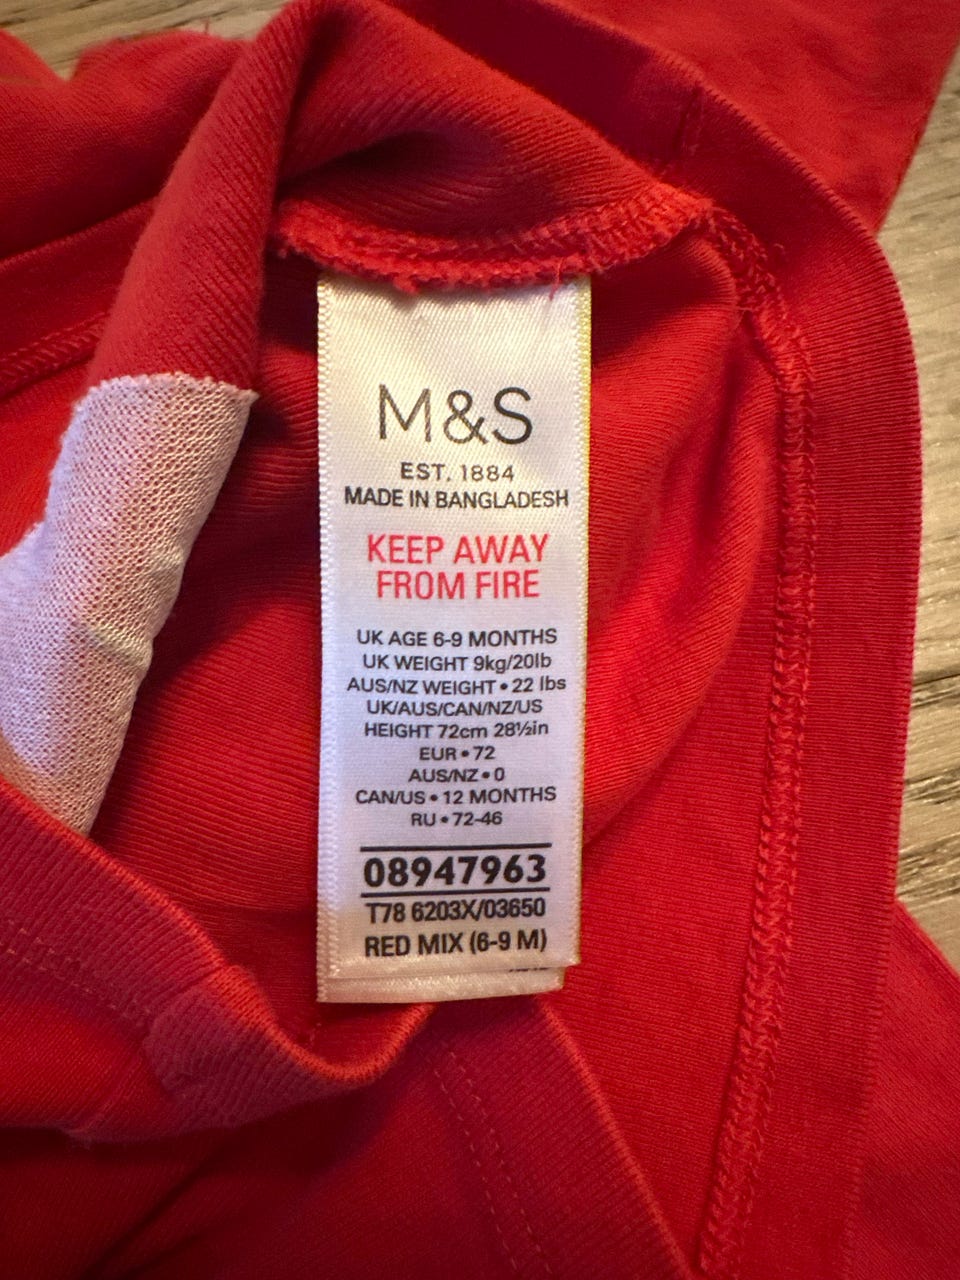 M&S
EST. 1884
MADE IN BANGLADESH
KEEP AWAY
FROM FIRE
UK AGE 6-9 MONTHS
UK WEIGHT 9kg/20lb
AUS/NZ WEIGHT • 22 lbs
UK/AUS/CAN/NZ/US
HEIGHT 72cm 28½in
EUR • 72
AUS/NZ • 0
CAN/US • 12 MONTHS
RU • 72-46
08947963
T78 6203X/03650
RED MIX (6-9 M)